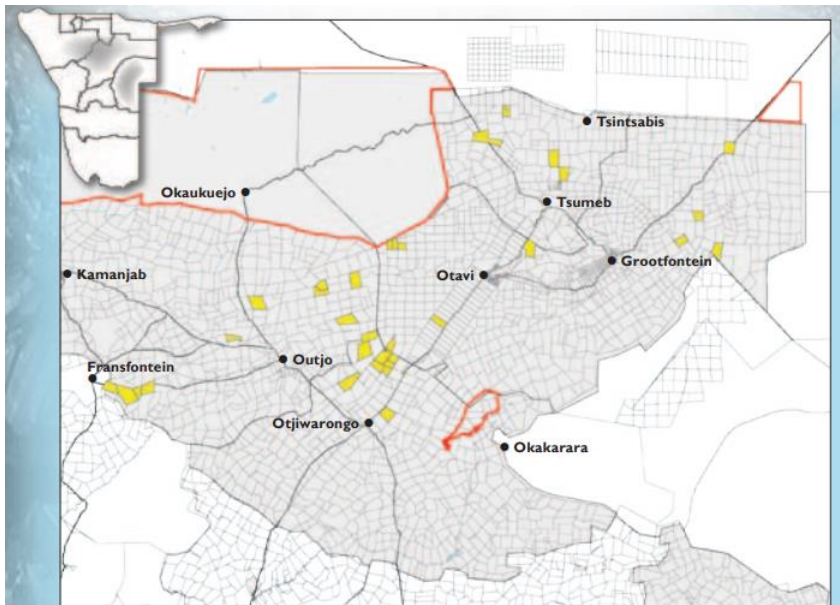 Tsintsabis
Okaukuejo
Tsumeb
Grootfontein
Otavi
Kamanjab
Outjo
Fransfontein
Otjiwarongo
Okakarara